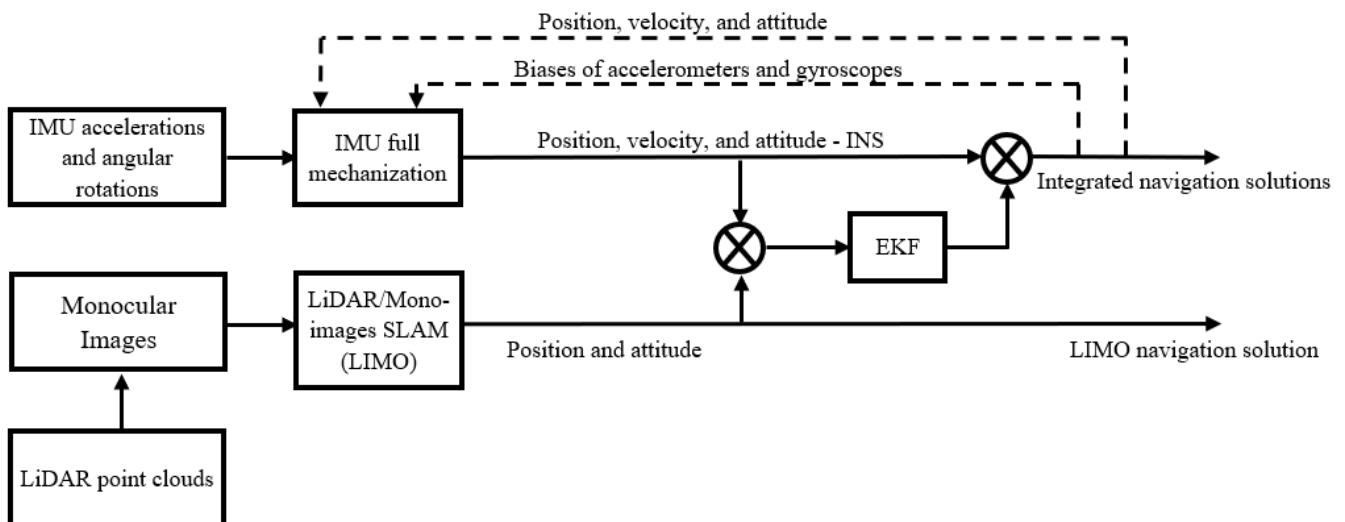 Position, velocity, and attitude
Biases of accelerometers and gyroscopes
IMU accelerations
and angular
rotations
IMU full
mechanization
Position, velocity, and attitude - INS
Integrated navigation solutions
EKF
Monocular
Images
LiDAR/Mono-
images SLAM
(LIMO)
Position and attitude
LIMO navigation solution
LiDAR point clouds